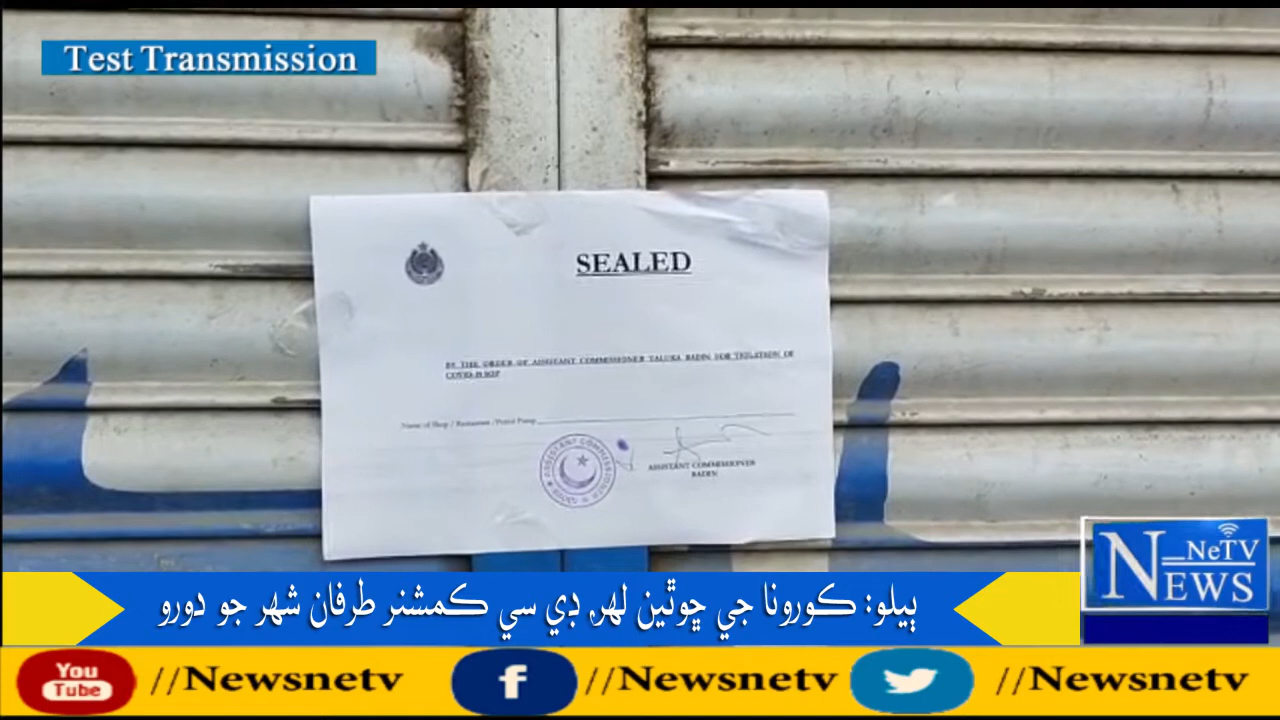 Test Transmission
SEALED
BY THE ORDER OF ASSISTANT COMMISSIONER TALUKA BADIN FOR VIOLATION OF
COVID-19 SOP
Name of Shop / Restaurant / Petrol Pump
ASSISTANT COMMISSIONER
ASSISTANT COMMISSIONER
BADIN
NeTV
NEWS
ٻيلو: ڪورونا جي چوٿين لهر، ڊي سي ڪمشنر طرفان شهر جو دورو
You
Tube
//Newsnetv
f //Newsnetv
//Newsnetv